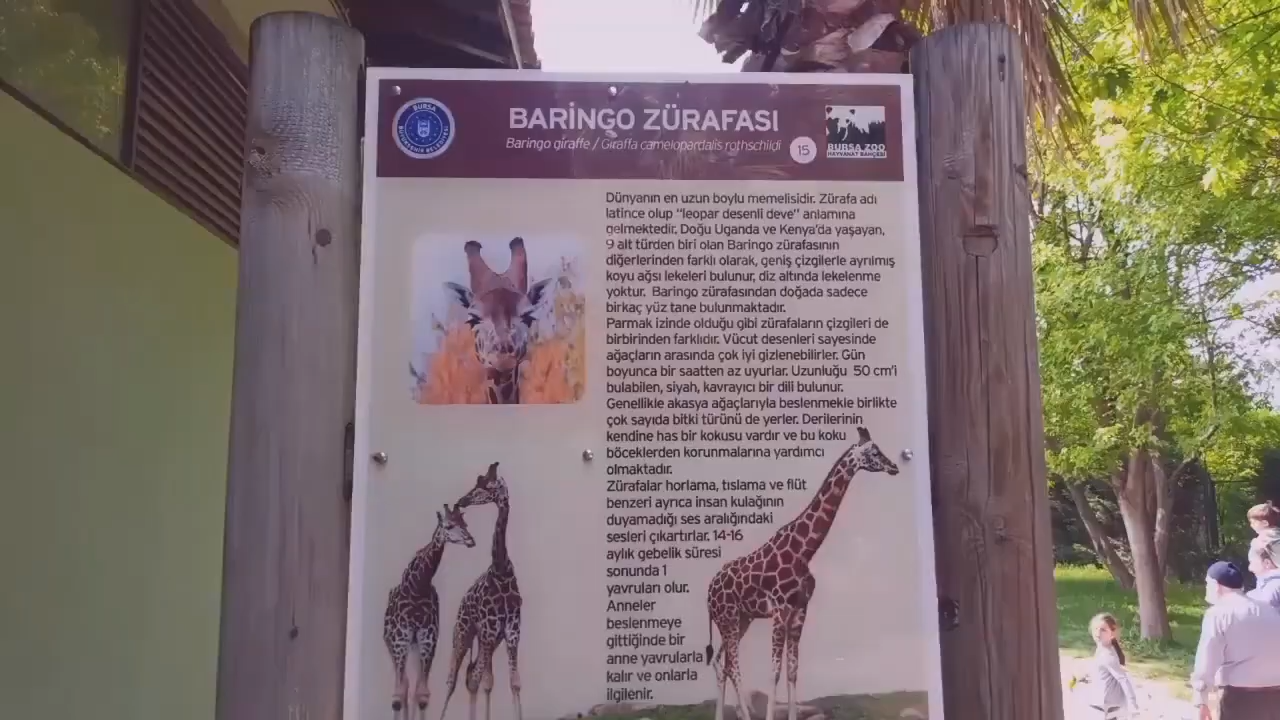 BURSA
BÜYÜKŞEHİR BELEDİYESİ
BARİNGO ZÜRAFASI
Baringo giraffe / Giraffa camelopardalis rothschildi
15
BURSA ZOO
HAYVANAT BAHÇESİ
Dünyanın en uzun boylu memelisidir. Zürafa adı
latince olup "leopar desenli deve" anlamına
gelmektedir. Doğu Uganda ve Kenya'da yaşayan,
9 alt türden biri olan Baringo zürafasının
diğerlerinden farklı olarak, geniş çizgilerle ayrılmış
koyu ağsı lekeleri bulunur, diz altında lekelenme
yoktur. Baringo zürafasından doğada sadece
birkaç yüz tane bulunmaktadır.
Parmak izinde olduğu gibi zürafaların çizgileri de
birbirinden farklıdır. Vücut desenleri sayesinde
ağaçların arasında çok iyi gizlenebilirler. Gün
boyunca bir saatten az uyurlar. Uzunluğu 50 cm'i
bulabilen, siyah, kavrayıcı bir dili bulunur.
Genellikle akasya ağaçlarıyla beslenmekle birlikte
çok sayıda bitki türünü de yerler. Derilerinin
kendine has bir kokusu vardır ve bu koku
böceklerden korunmalarına yardımcı
olmaktadır.
Zürafalar horlama, tıslama ve flüt
benzeri ayrıca insan kulağının
duyamadığı ses aralığındaki
sesleri çıkartırlar. 14-16
aylık gebelik süresi
sonunda 1
yavruları olur.
Anneler
beslenmeye
gittiğinde bir
anne yavrularla
kalır ve onlarla
ilgilenir.